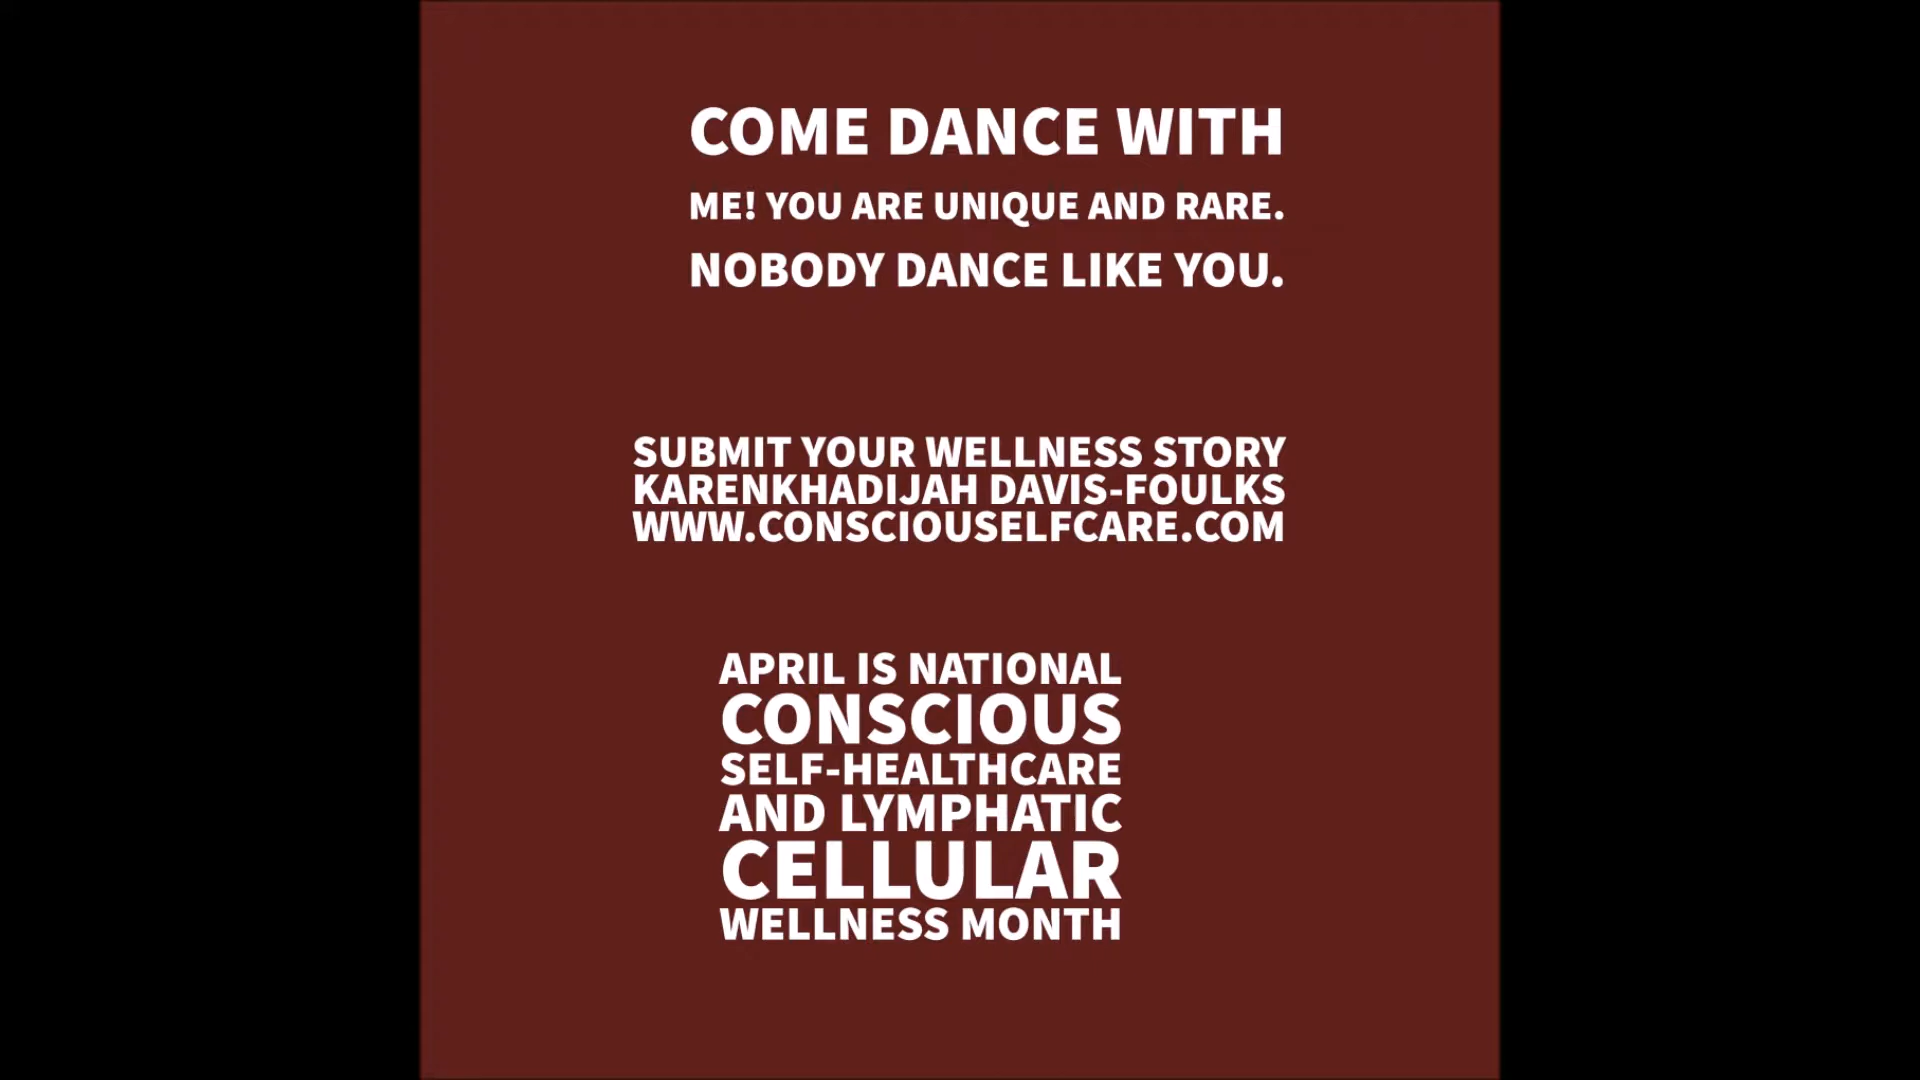 COME DANCE WITH
ME! YOU ARE UNIQUE AND RARE.
NOBODY DANCE LIKE YOU.
SUBMIT YOUR WELLNESS STORY
KARENKHADIJAH DAVIS-FOULKS
WWW.CONSCIOUSELFCARE.COM
APRIL IS NATIONAL
CONSCIOUS
SELF-HEALTHCARE
AND LYMPHATIC
CELLULAR
WELLNESS MONTH